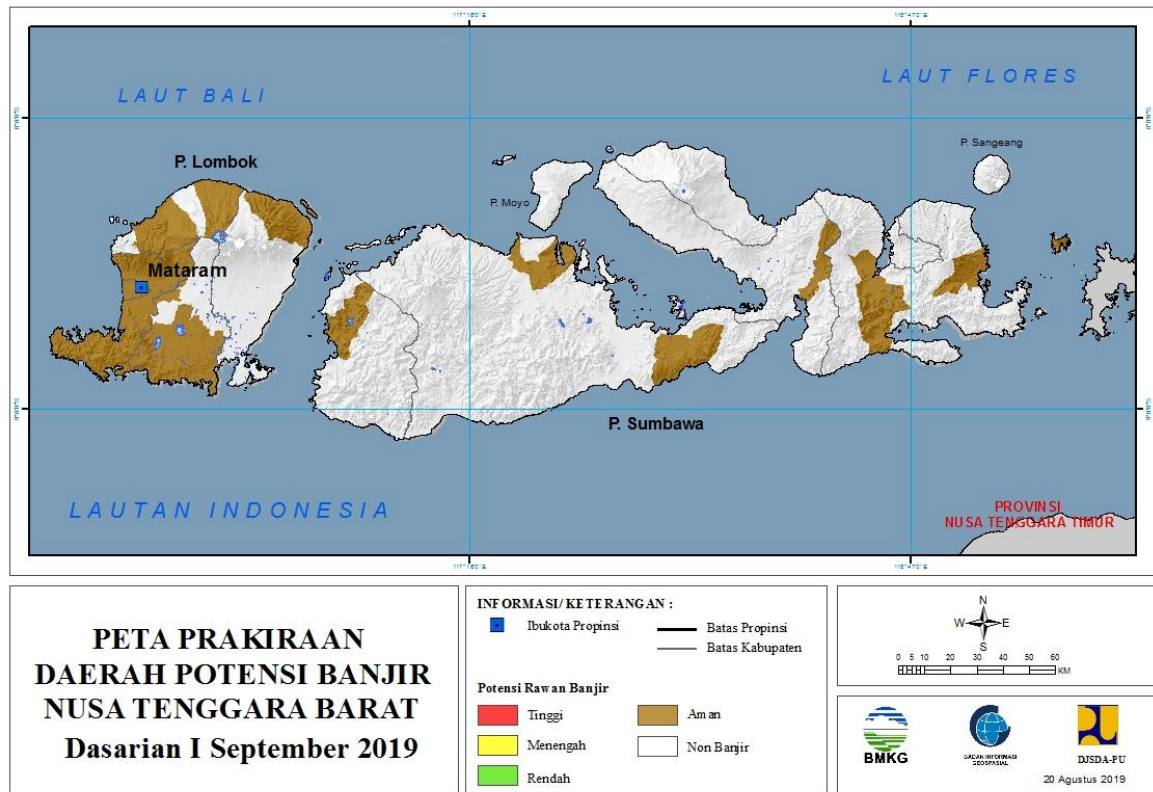 LAUT BALI
LAUT FLORES
P. Lombok
P. Sangeang
P. Moyo
Mataram
P. Sumbawa
LAUTAN INDONESIA
PROVINSI
NUSA TENGGARA TIMUR
PETA PRAKIRAAN
DAERAH POTENSI BANJIR
NUSA TENGGARA BARAT
Dasarian I September 2019
INFORMASI/ KETERANGAN :
Ibukota Propinsi
Batas Propinsi
Batas Kabupaten
Potensi Rawan Banjir
Tinggi
Aman
Menengah
Non Banjir
Rendah
N
W E
S
0 5 10 20 30 40 50 60
KM
BMKG
BADAN INFORMASI
GEOSPASIAL
DJSDA-PU
20 Agustus 2019